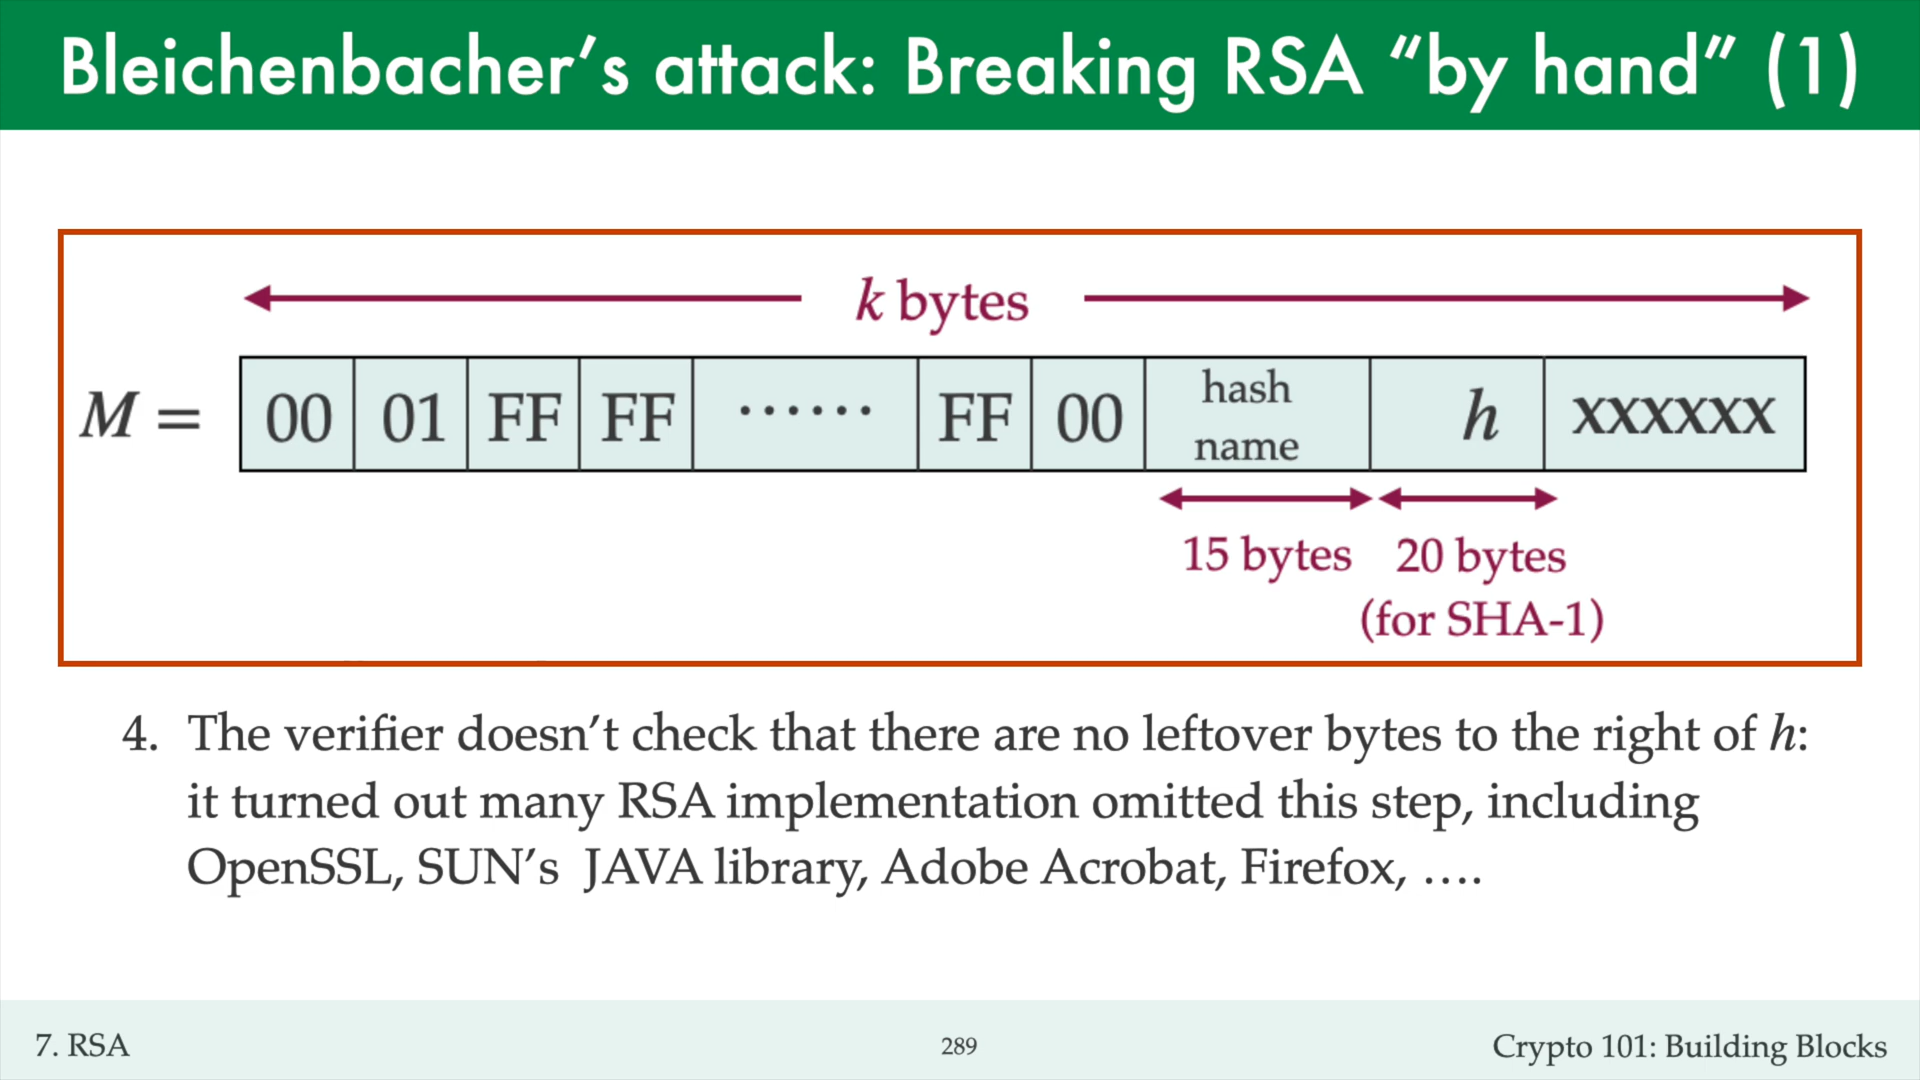 Bleichenbacher’s attack: Breaking RSA “by hand” (1)
k bytes
M = 00 01 FF FF ⋯⋯ FF 00 hash name h xxxxxx
15 bytes 20 bytes
(for SHA-1)
4. The verifier doesn’t check that there are no leftover bytes to the right of h:
it turned out many RSA implementation omitted this step, including
OpenSSL, SUN’s JAVA library, Adobe Acrobat, Firefox, ….
7. RSA 289 Crypto 101: Building Blocks